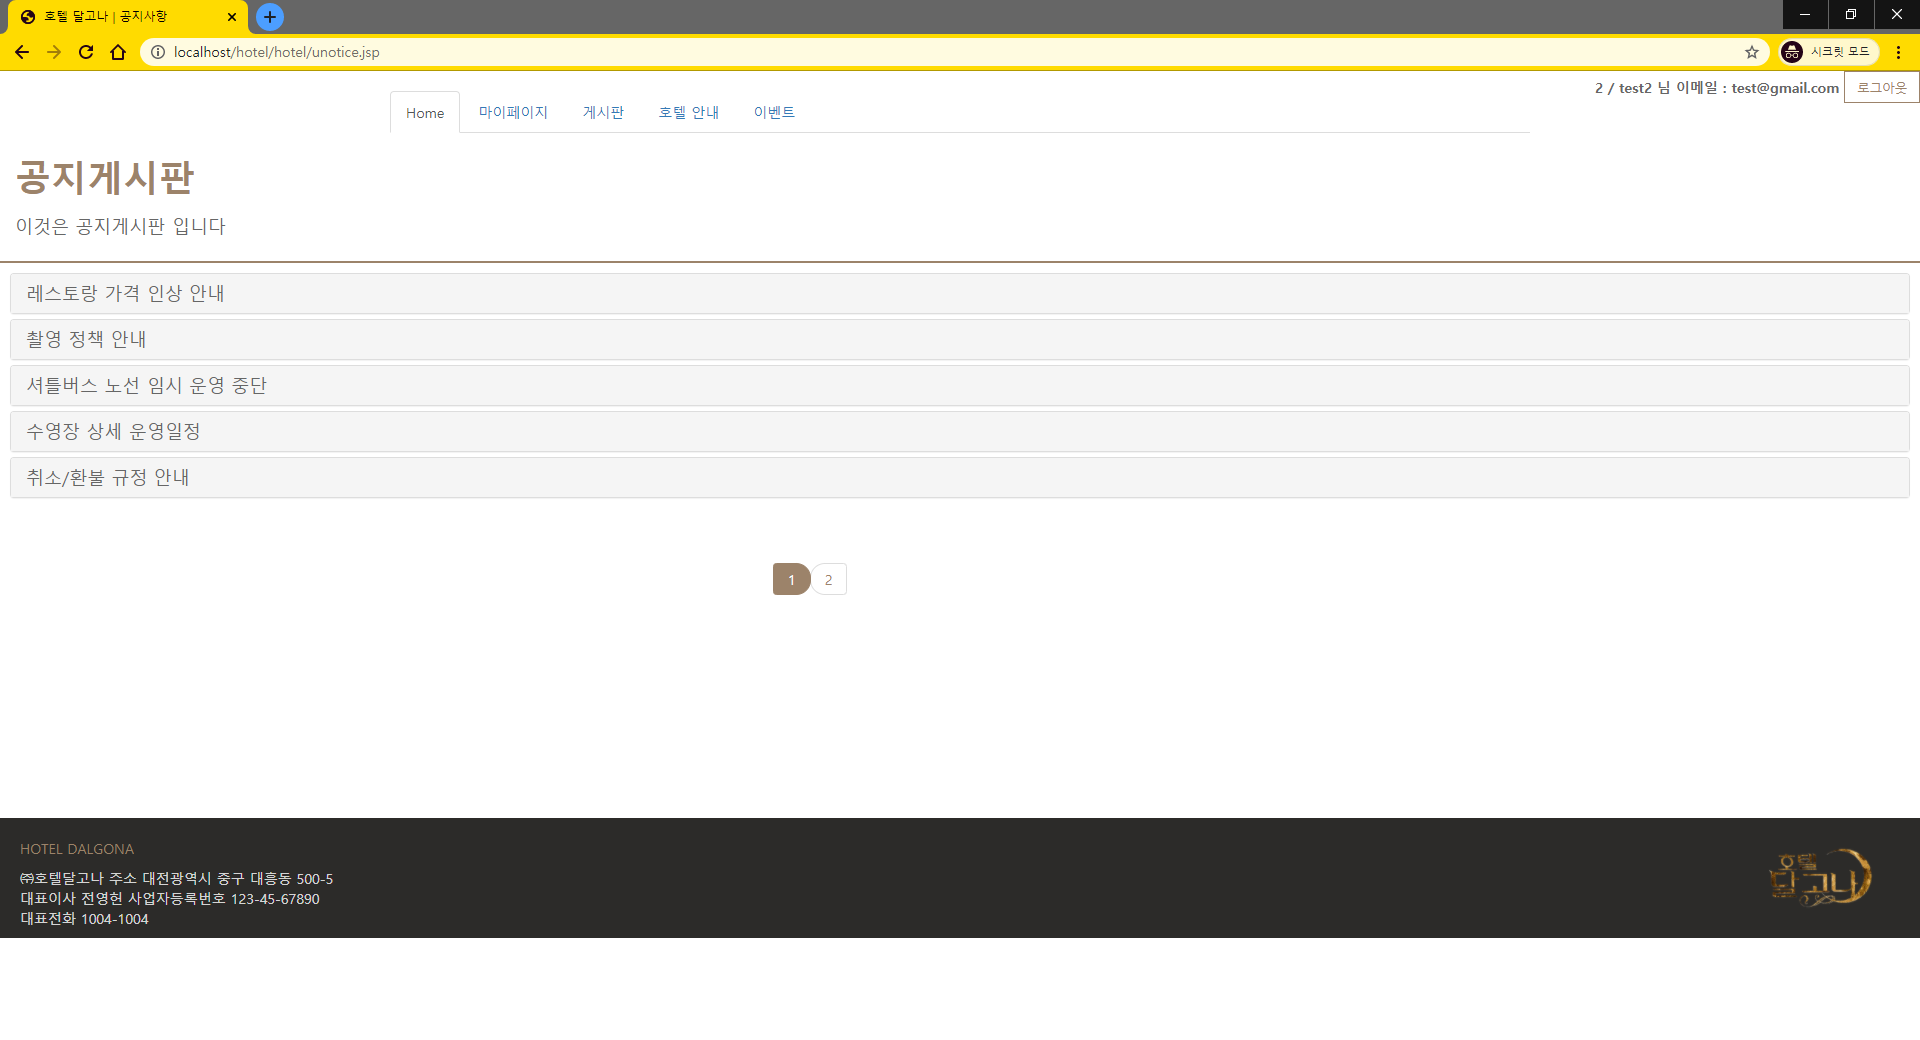 호텔 달고나 | 공지사항
localhost/hotel/hotel/unotice.jsp
시크릿 모드
2 / test2 님 이메일 : test@gmail.com 로그아웃
Home 마이페이지 게시판 호텔 안내 이벤트
공지게시판
이것은 공지게시판 입니다
레스토랑 가격 인상 안내
촬영 정책 안내
셔틀버스 노선 임시 운영 중단
수영장 상세 운영일정
취소/환불 규정 안내
1 2
HOTEL DALGONA
㈜호텔달고나 주소 대전광역시 중구 대흥동 500-5
대표이사 전영헌 사업자등록번호 123-45-67890
대표전화 1004-1004
호텔
달고나